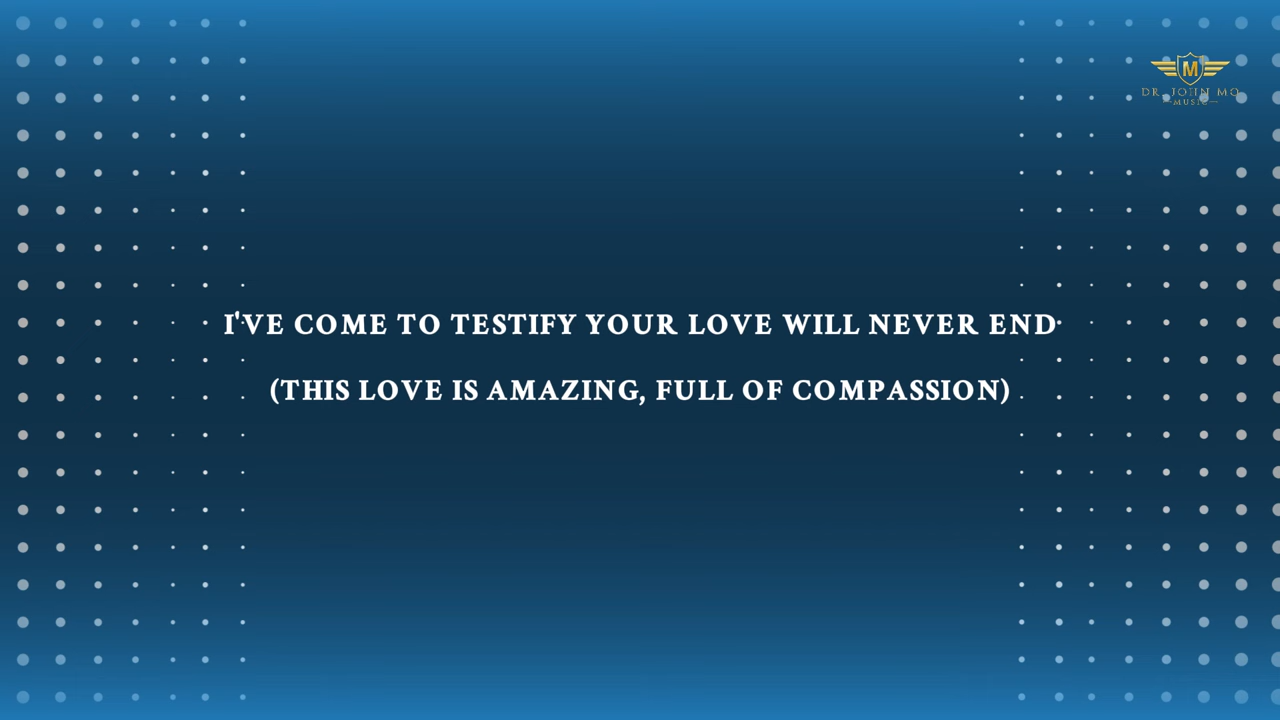 M
DR. JOHN MO
MUSIC
I'VE COME TO TESTIFY YOUR LOVE WILL NEVER END
(THIS LOVE IS AMAZING, FULL OF COMPASSION)